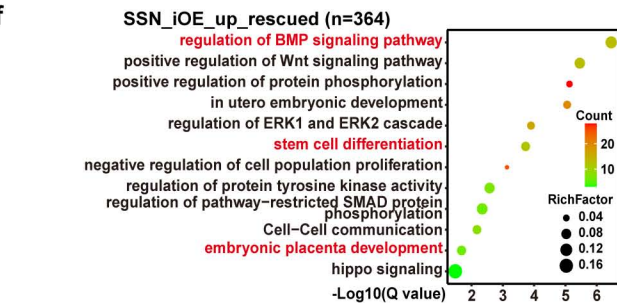 f
SSN_iOE_up_rescued (n=364)
regulation of BMP signaling pathway
positive regulation of Wnt signaling pathway
positive regulation of protein phosphorylation
in utero embryonic development
regulation of ERK1 and ERK2 cascade
stem cell differentiation
negative regulation of cell population proliferation
regulation of protein tyrosine kinase activity
regulation of pathway−restricted SMAD protein
phosphorylation
Cell−Cell communication
embryonic placenta development
hippo signaling
-Log10(Q value)
2 3 4 5 6
Count
20
10
RichFactor
0.04
0.08
0.12
0.16